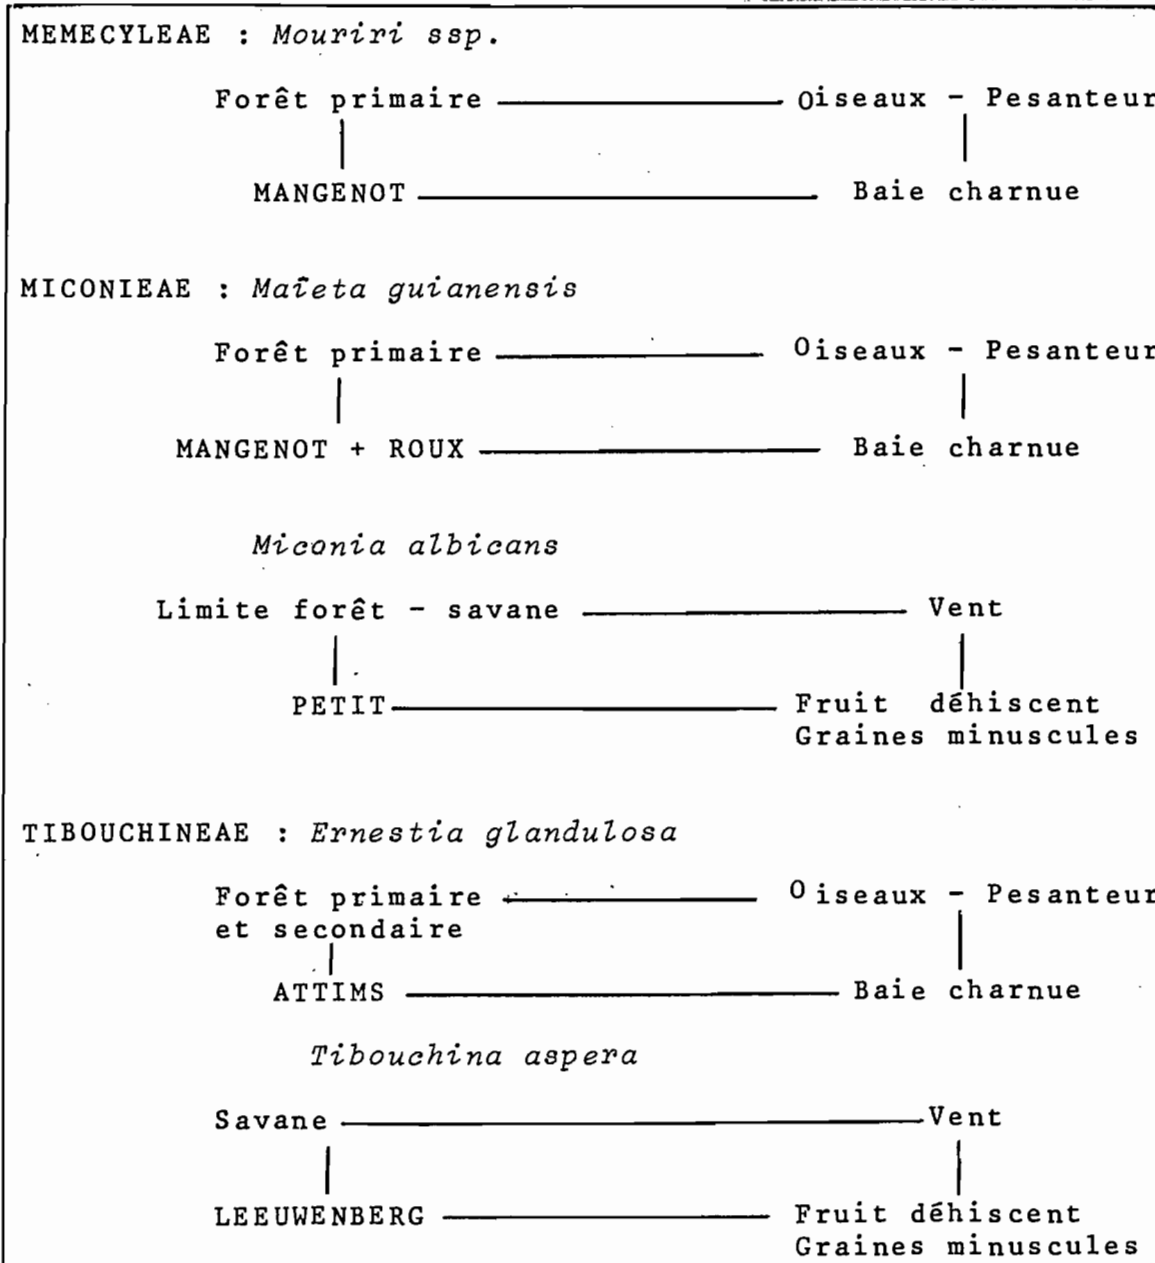 MEMECYLEAE : Mouriri ssp.
Forêt primaire Oiseaux - Pesanteur
MANGENOT Baie charnue
MICONIEAE : Maîeta guianensis
Forêt primaire Oiseaux - Pesanteur
MANGENOT + ROUX Baie charnue
Miconia albicans
Limite forêt - savane Vent
PETIT Fruit déhiscent
Graines minuscules
TIBOUCHINEAE : Ernestia glandulosa
Forêt primaire Oiseaux - Pesanteur
et secondaire
ATTIMS Baie charnue
Tibouchina aspera
Savane Vent
LEEUWENBERG Fruit déhiscent
Graines minuscules